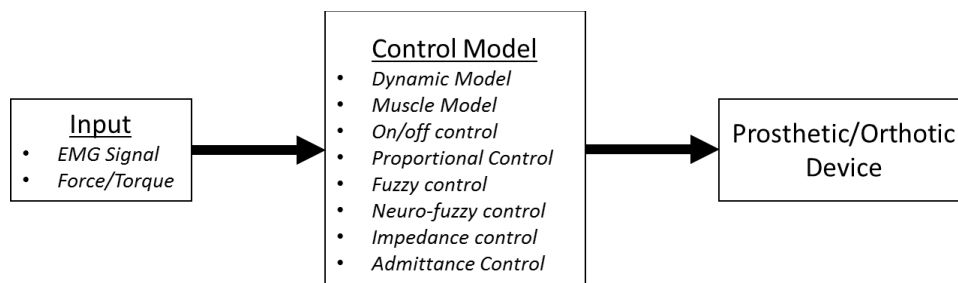 Input
• EMG Signal
• Force/Torque
Control Model
• Dynamic Model
• Muscle Model
• On/off control
• Proportional Control
• Fuzzy control
• Neuro-fuzzy control
• Impedance control
• Admittance Control
Prosthetic/Orthotic
Device